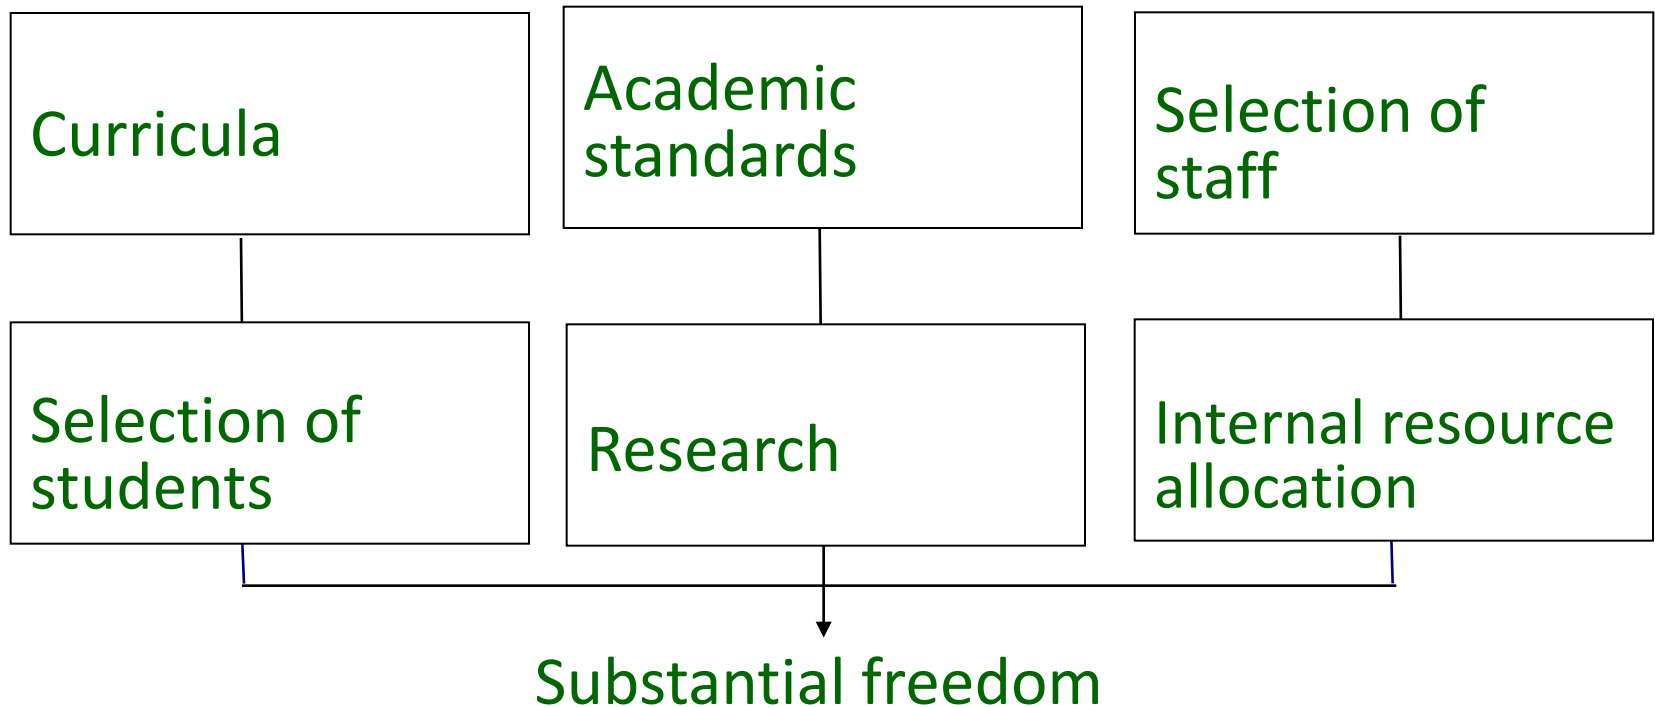 Curricula
Academic
standards
Selection of
staff
Selection of
students
Research
Internal resource
allocation
Substantial freedom